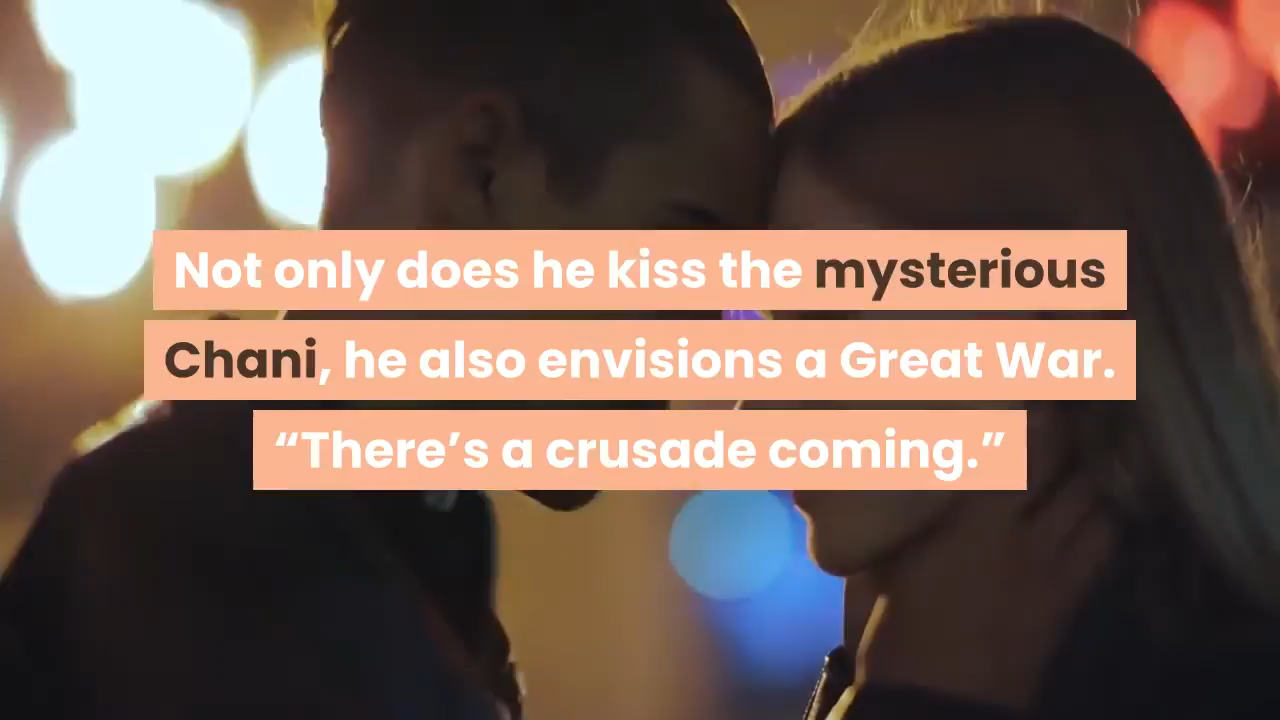 Not only does he kiss the mysterious
Chani, he also envisions a Great War.
“There’s a crusade coming.”